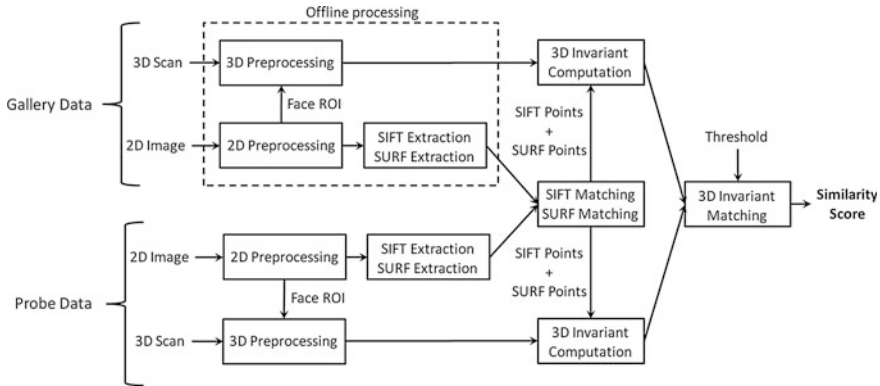 Offline processing
Gallery Data
3D Scan
3D Preprocessing
3D Invariant
Computation
Face ROI
SIFT Points
+
SURF Points
2D Image
2D Preprocessing
SIFT Extraction
SURF Extraction
Threshold
SIFT Matching
SURF Matching
3D Invariant
Matching
Similarity
Score
Probe Data
2D Image
2D Preprocessing
SIFT Extraction
SURF Extraction
SIFT Points
+
SURF Points
Face ROI
3D Scan
3D Preprocessing
3D Invariant
Computation